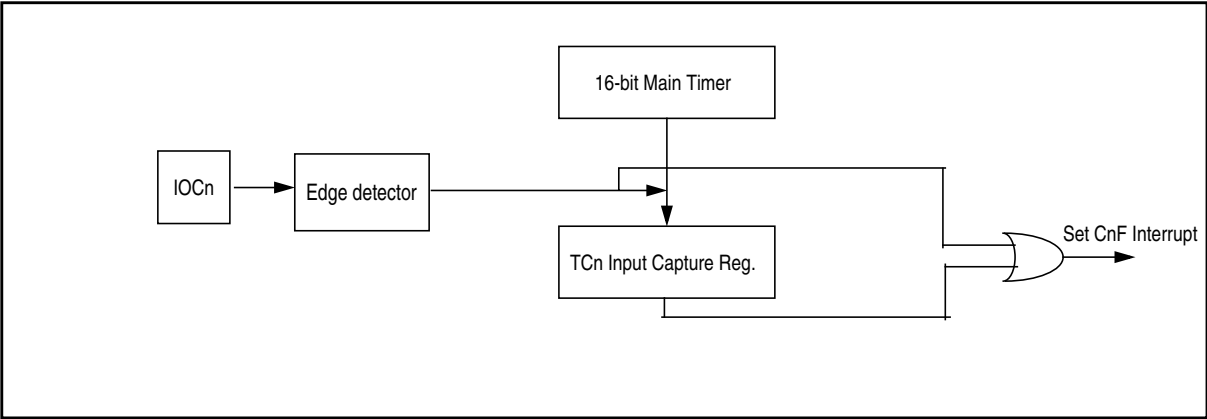 16-bit Main Timer
IOCn
Edge detector
TCn Input Capture Reg.
Set CnF Interrupt